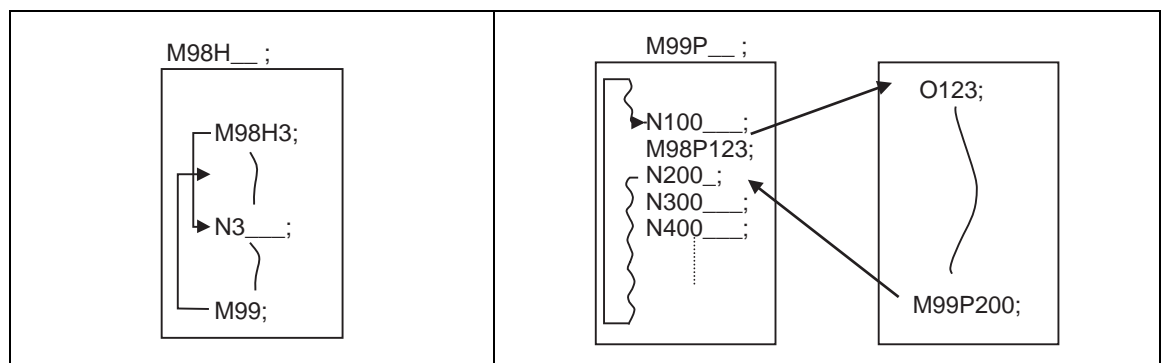 M98H__ ;
M98H3;
N3___;
M99;
M99P__ ;
N100___;
M98P123;
N200_;
N300___;
N400___;
O123;
M99P200;